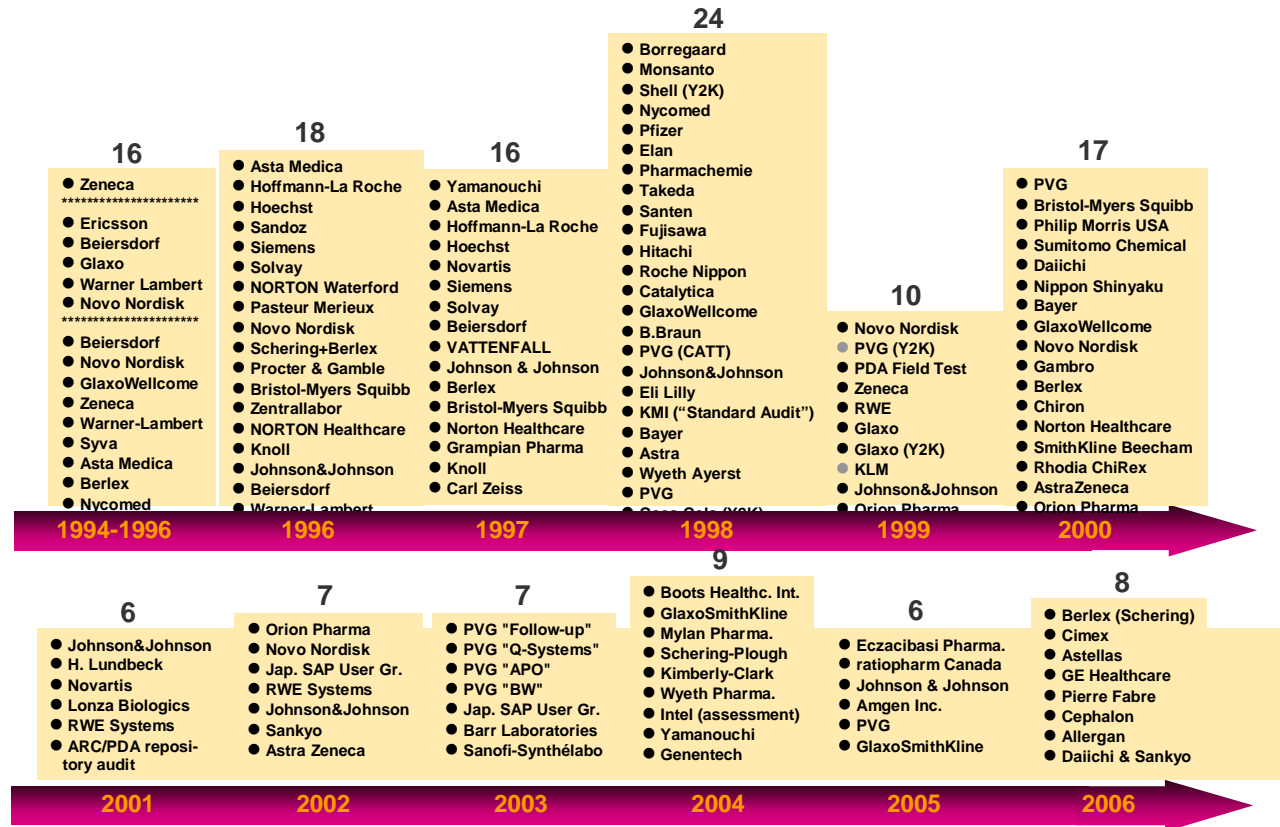 16
Zeneca
**********************
Ericsson
Beiersdorf
Glaxo
Warner Lambert
Novo Nordisk
**********************
Beiersdorf
Novo Nordisk
GlaxoWellcome
Zeneca
Warner-Lambert
Syva
Asta Medica
Berlex
Nycomed
1994-1996
18
Asta Medica
Hoffmann-La Roche
Hoechst
Sandoz
Siemens
Solvay
NORTON Waterford
Pasteur Merieux
Novo Nordisk
Schering+Berlex
Procter & Gamble
Bristol-Myers Squibb
Zentrallabor
NORTON Healthcare
Knoll
Johnson&Johnson
Beiersdorf
Warner-Lambert
1996
16
Yamanouchi
Asta Medica
Hoffmann-La Roche
Hoechst
Novartis
Siemens
Solvay
Beiersdorf
VATTENFALL
Johnson & Johnson
Berlex
Bristol-Myers Squibb
Norton Healthcare
Grampian Pharma
Knoll
Carl Zeiss
1997
24
Borregaard
Monsanto
Shell (Y2K)
Nycomed
Pfizer
Elan
Pharmachemie
Takeda
Santen
Fujisawa
Hitachi
Roche Nippon
Catalytica
GlaxoWellcome
B.Braun
PVG (CATT)
Johnson&Johnson
Eli Lilly
KMI (“Standard Audit”)
Bayer
Astra
Wyeth Ayerst
PVG
Coca Cola (Y2K)
1998
10
Novo Nordisk
PVG (Y2K)
PDA Field Test
Zeneca
RWE
Glaxo
Glaxo (Y2K)
KLM
Johnson&Johnson
Orion Pharma
1999
17
PVG
Bristol-Myers Squibb
Philip Morris USA
Sumitomo Chemical
Daiichi
Nippon Shinyaku
Bayer
GlaxoWellcome
Novo Nordisk
Gambro
Berlex
Chiron
Norton Healthcare
SmithKline Beecham
Rhodia ChiRex
AstraZeneca
Orion Pharma
2000
6
Johnson&Johnson
H. Lundbeck
Novartis
Lonza Biologics
RWE Systems
ARC/PDA reposi-
tory audit
2001
7
Orion Pharma
Novo Nordisk
Jap. SAP User Gr.
RWE Systems
Johnson&Johnson
Sankyo
Astra Zeneca
2002
7
PVG "Follow-up"
PVG "Q-Systems"
PVG "APO"
PVG "BW"
Jap. SAP User Gr.
Barr Laboratories
Sanofi-Synthélabo
2003
9
Boots Healthc. Int.
GlaxoSmithKline
Mylan Pharma.
Schering-Plough
Kimberly-Clark
Wyeth Pharma.
Intel (assessment)
Yamanouchi
Genentech
2004
6
Eczacibasi Pharma.
ratiopharm Canada
Johnson & Johnson
Amgen Inc.
PVG
GlaxoSmithKline
2005
8
Berlex (Schering)
Cimex
Astellas
GE Healthcare
Pierre Fabre
Cephalon
Allergan
Daiichi & Sankyo
2006